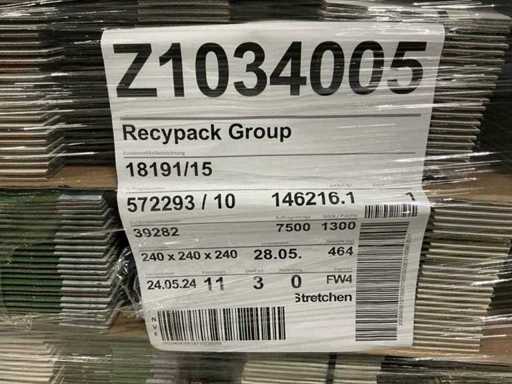 Z1034005
Recypack Group
18191/15
572293 / 10 146216.1 1
39282 7500 1300
240 x 240 x 240 28.05. 464
24.05.24 11 3 0 FW4
Stretchen